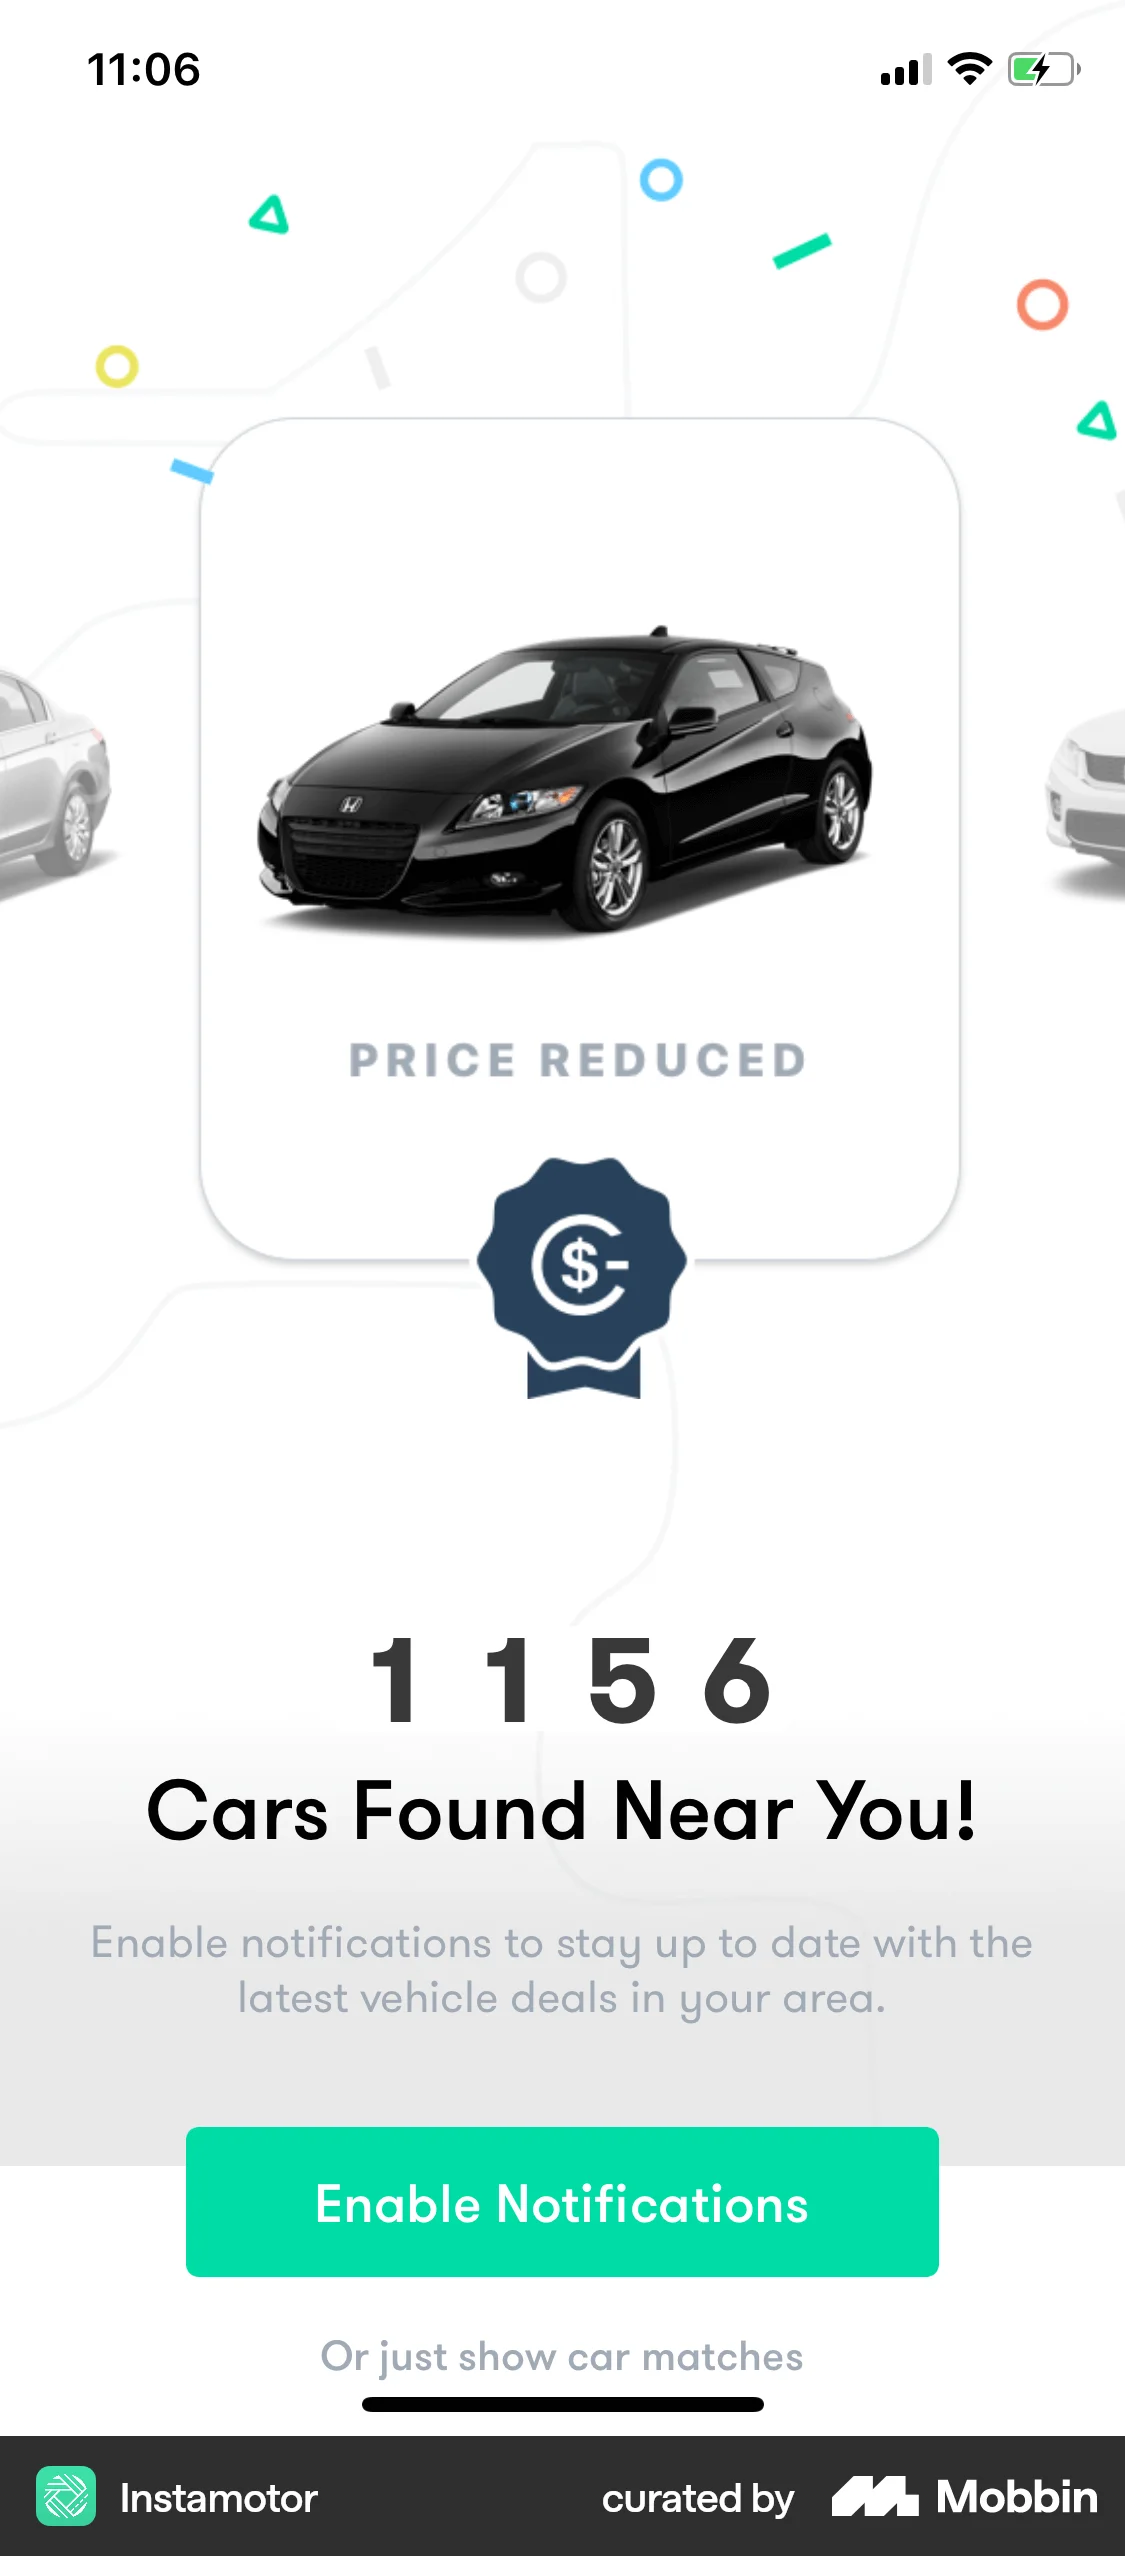 11:06
PRICE REDUCED
$-
1 1 5 6
Cars Found Near You!
Enable notifications to stay up to date with the
latest vehicle deals in your area.
Enable Notifications
Or just show car matches
Instamotor
curated by Mobbin